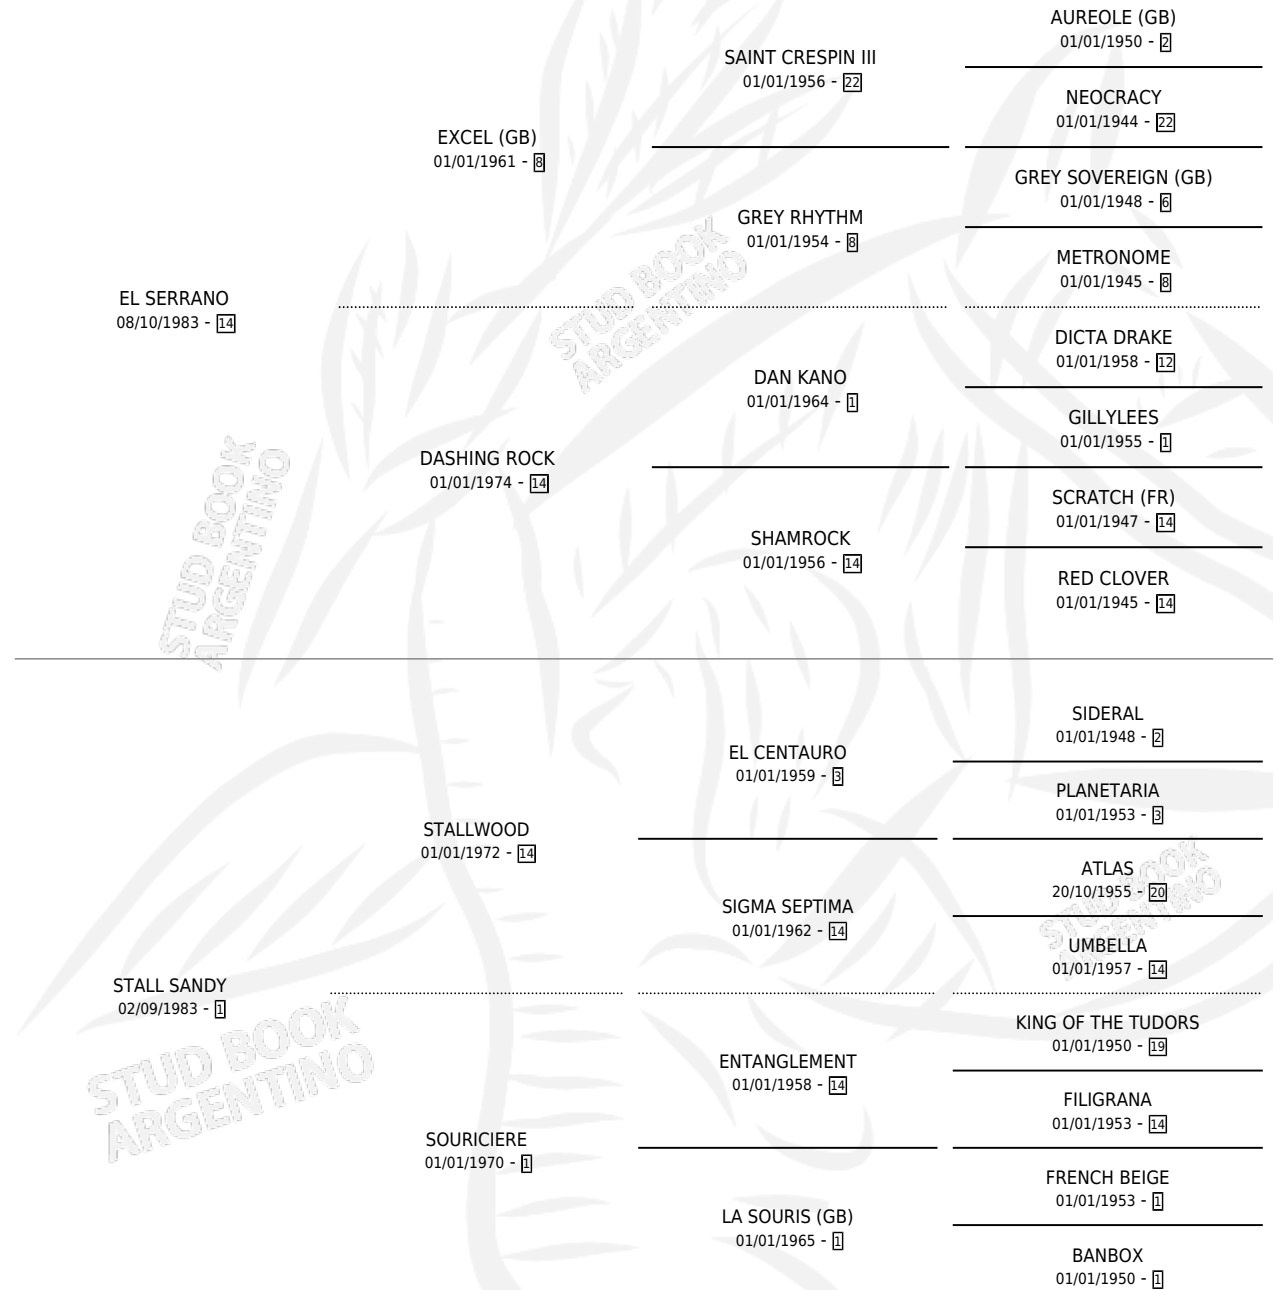 AUREOLE (GB)
01/01/1950 - 2
SAINT CRESPIN III
01/01/1956 - 22
NEOCRACY
01/01/1944 - 22
EXCEL (GB)
01/01/1961 - 8
GREY SOVEREIGN (GB)
01/01/1948 - 6
GREY RHYTHM
01/01/1954 - 8
METRONOME
01/01/1945 - 8
EL SERRANO
08/10/1983 - 14
DICTA DRAKE
01/01/1958 - 12
DAN KANO
01/01/1964 - 1
GILLYLEES
01/01/1955 - 1
DASHING ROCK
01/01/1974 - 14
SCRATCH (FR)
01/01/1947 - 14
SHAMROCK
01/01/1956 - 14
RED CLOVER
01/01/1945 - 14
SIDERAL
01/01/1948 - 2
EL CENTAURO
01/01/1959 - 3
PLANETARIA
01/01/1953 - 3
STALLWOOD
01/01/1972 - 14
ATLAS
20/10/1955 - 20
SIGMA SEPTIMA
01/01/1962 - 14
UMBELLA
01/01/1957 - 14
STALL SANDY
02/09/1983 - 1
KING OF THE TUDORS
01/01/1950 - 19
ENTANGLEMENT
01/01/1958 - 14
FILIGRANA
01/01/1953 - 14
SOURICIERE
01/01/1970 - 1
FRENCH BEIGE
01/01/1953 - 1
LA SOURIS (GB)
01/01/1965 - 1
BANBOX
01/01/1950 - 1
STUD BOOK
ARGENTINO
STUD BOOK
ARGENTINO
STUD BOOK
ARGENTINO
STUD BOOK
ARGENTINO